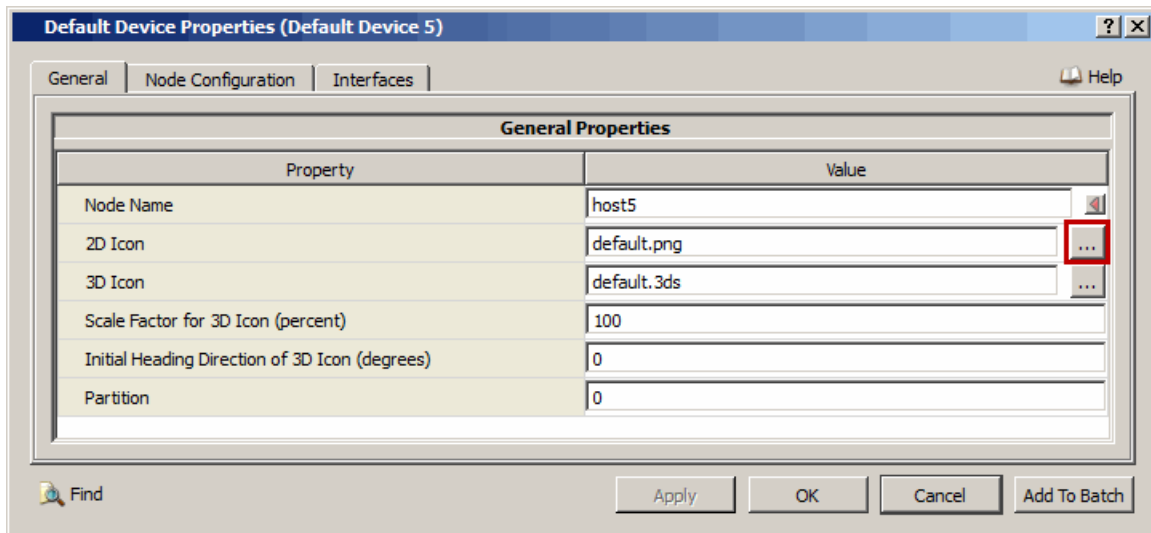 Default Device Properties (Default Device 5) ? X
General Node Configuration Interfaces Help
General Properties
Property Value
Node Name host5
2D Icon default.png ...
3D Icon default.3ds ...
Scale Factor for 3D Icon (percent) 100
Initial Heading Direction of 3D Icon (degrees) 0
Partition 0
Find Apply OK Cancel Add To Batch